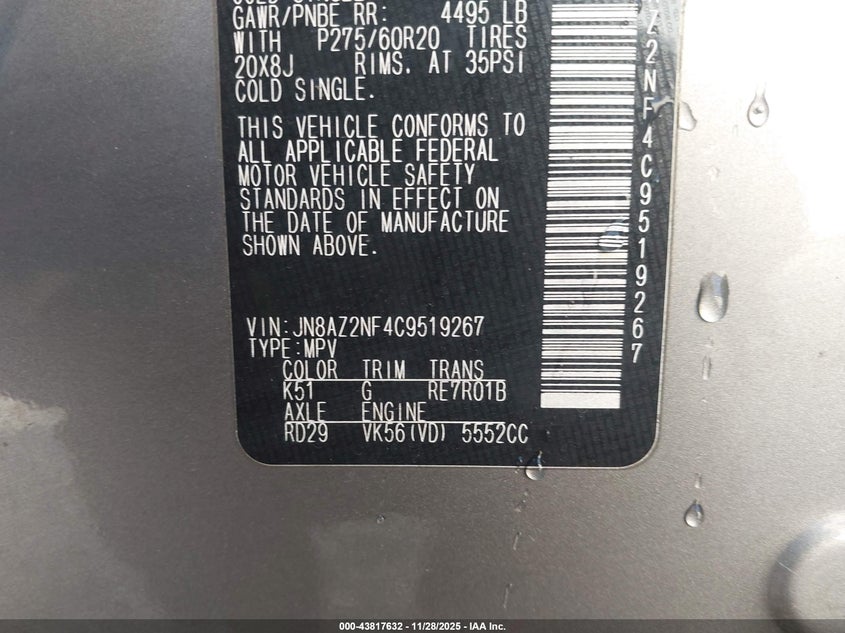 COLD SINGLE.
GAWR/PNBE RR: 4495 LB
WITH P275/60R20 TIRES
20X8J RIMS. AT 35PSI
COLD SINGLE.
THIS VEHICLE CONFORMS TO
ALL APPLICABLE FEDERAL
MOTOR VEHICLE SAFETY
STANDARDS IN EFFECT ON
THE DATE OF MANUFACTURE
SHOWN ABOVE.
VIN:JN8AZ2NF4C9519267
TYPE:MPV
COLOR TRIM TRANS
K51 G RE7R01B
AXLE ENGINE
RD29 VK56(VD) 5552CC
Z2NF4C9519267
000-43817632 - 11/28/2025 - IAA Inc.